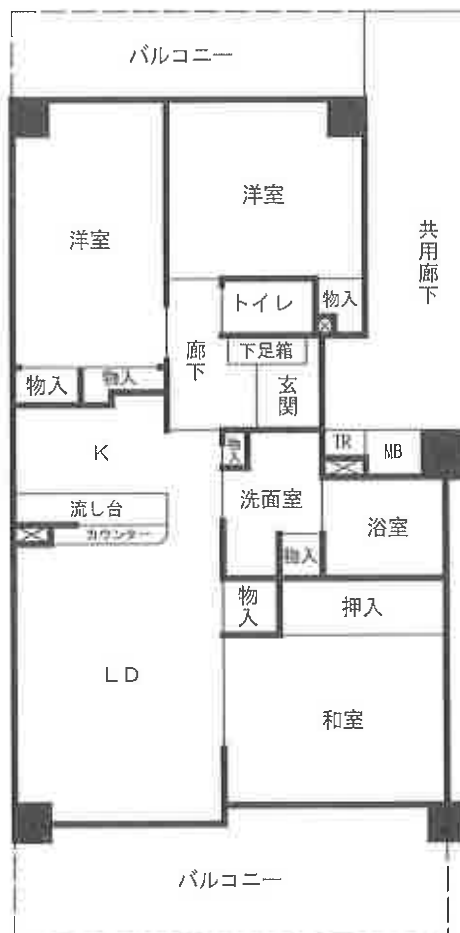 バルコニー
洋室
洋室
共用廊下
トイレ
物入
下足箱
廊下
玄関
物入
物入
K
物入
TR
MB
流し台
カウンター
洗面室
浴室
物入
物入
押入
LD
和室
バルコニー